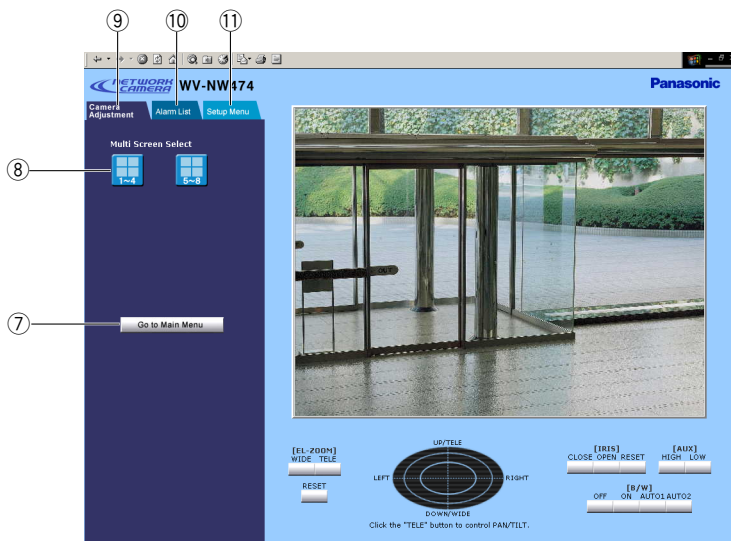 ⑨ ⑩ ⑪
NETWORK CAMERA WV-NW474
Panasonic
Camera Adjustment
Alarm List
Setup Menu
Multi Screen Select
⑧
1~4
5~8
OUT
⑦
Go to Main Menu
[EL-ZOOM]
WIDE TELE
RESET
UP/TELE
LEFT
RIGHT
DOWN/WIDE
Click the "TELE" button to control PAN/TILT.
[IRIS]
CLOSE OPEN RESET
[AUX]
HIGH LOW
[B/W]
OFF ON AUTO1 AUTO2